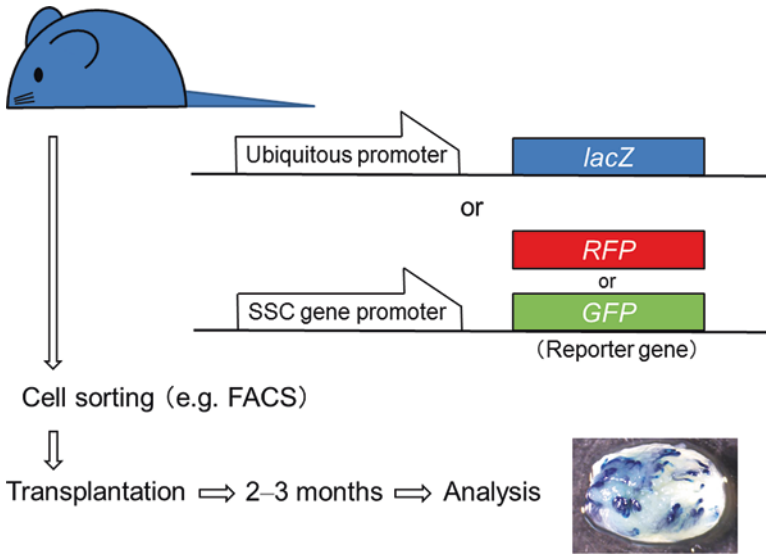 Ubiquitous promoter
lacZ
or
RFP
or
SSC gene promoter
GFP
(Reporter gene)
Cell sorting (e.g. FACS)
Transplantation ⇨ 2–3 months ⇨ Analysis